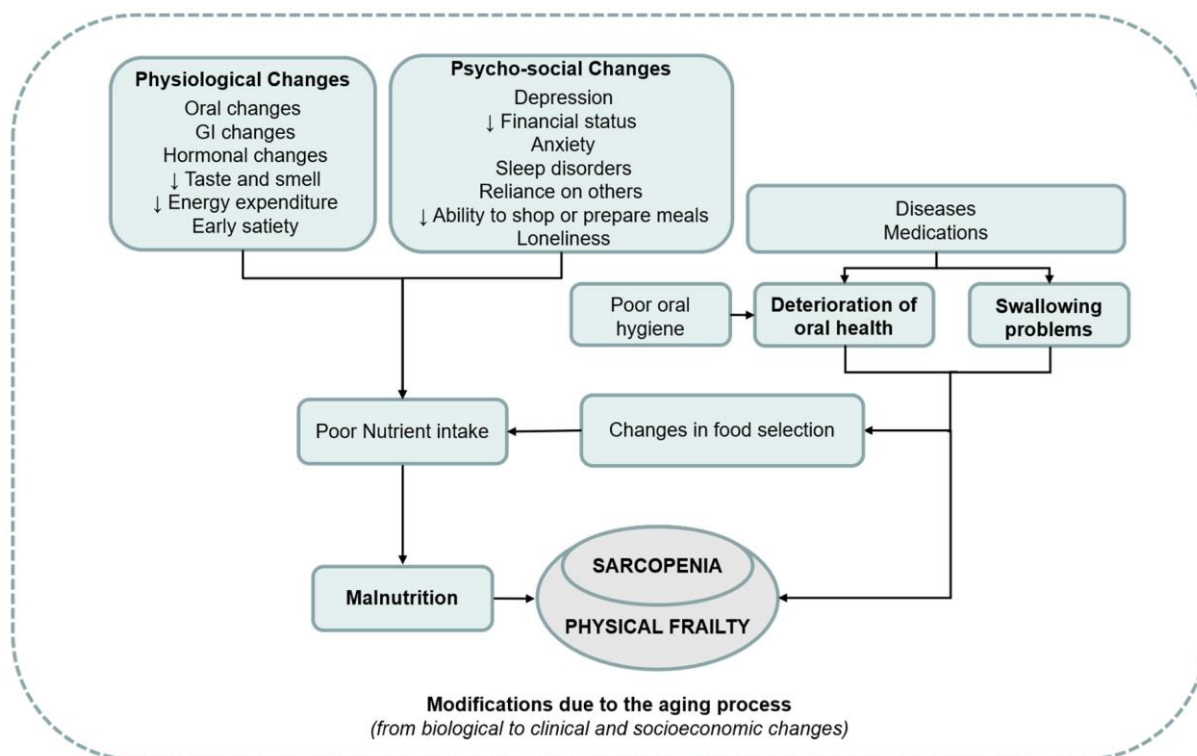 Physiological Changes
Oral changes
GI changes
Hormonal changes
↓ Taste and smell
↓ Energy expenditure
Early satiety
Psycho-social Changes
Depression
↓ Financial status
Anxiety
Sleep disorders
Reliance on others
↓ Ability to shop or prepare meals
Loneliness
Diseases
Medications
Poor oral
hygiene
Deterioration of
oral health
Swallowing
problems
Poor Nutrient intake
Changes in food selection
Malnutrition
SARCOPENIA
PHYSICAL FRAILTY
Modifications due to the aging process
(from biological to clinical and socioeconomic changes)